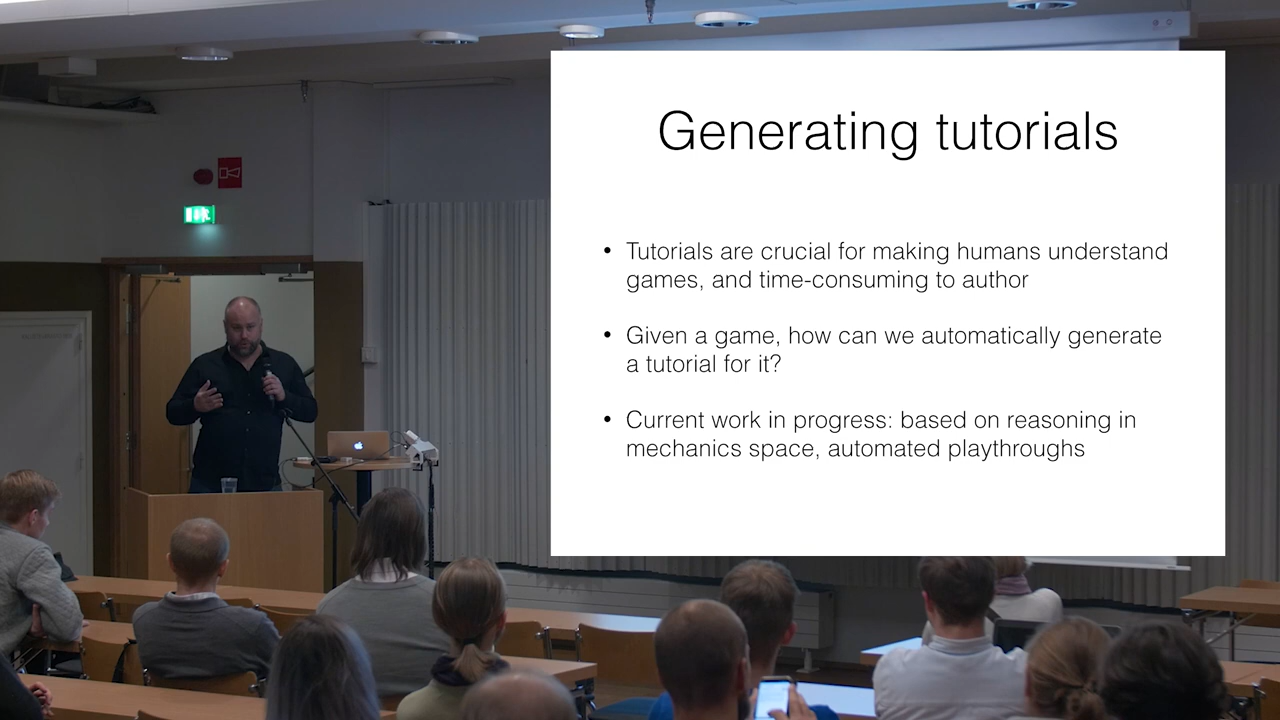 Generating tutorials
• Tutorials are crucial for making humans understand
games, and time-consuming to author
• Given a game, how can we automatically generate
a tutorial for it?
• Current work in progress: based on reasoning in
mechanics space, automated playthroughs